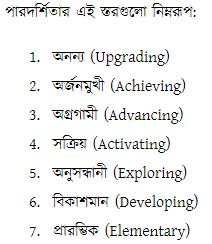 পারদর্শিতার এই স্তরগুলো নিম্নরূপ:
1. অনন্য (Upgrading)
2. অর্জনমুখী (Achieving)
3. অগ্রগামী (Advancing)
4. সক্রিয় (Activating)
5. অনুসন্ধানী (Exploring)
6. বিকাশমান (Developing)
7. প্রারম্ভিক (Elementary)